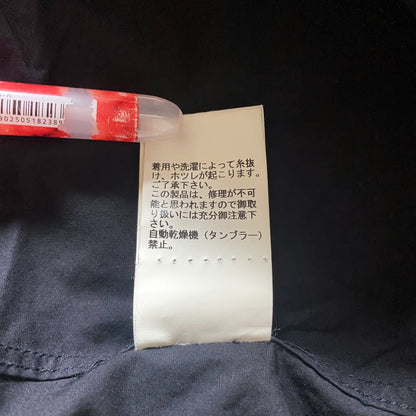 902505182389
着用や洗濯によって糸抜
け、ホツレが起こります。
ご了承下さい。
この製品は、修理が不可
能と思われますので御取
り扱いには充分御注意下
さい。
自動乾燥機（タンブラー）
禁止。